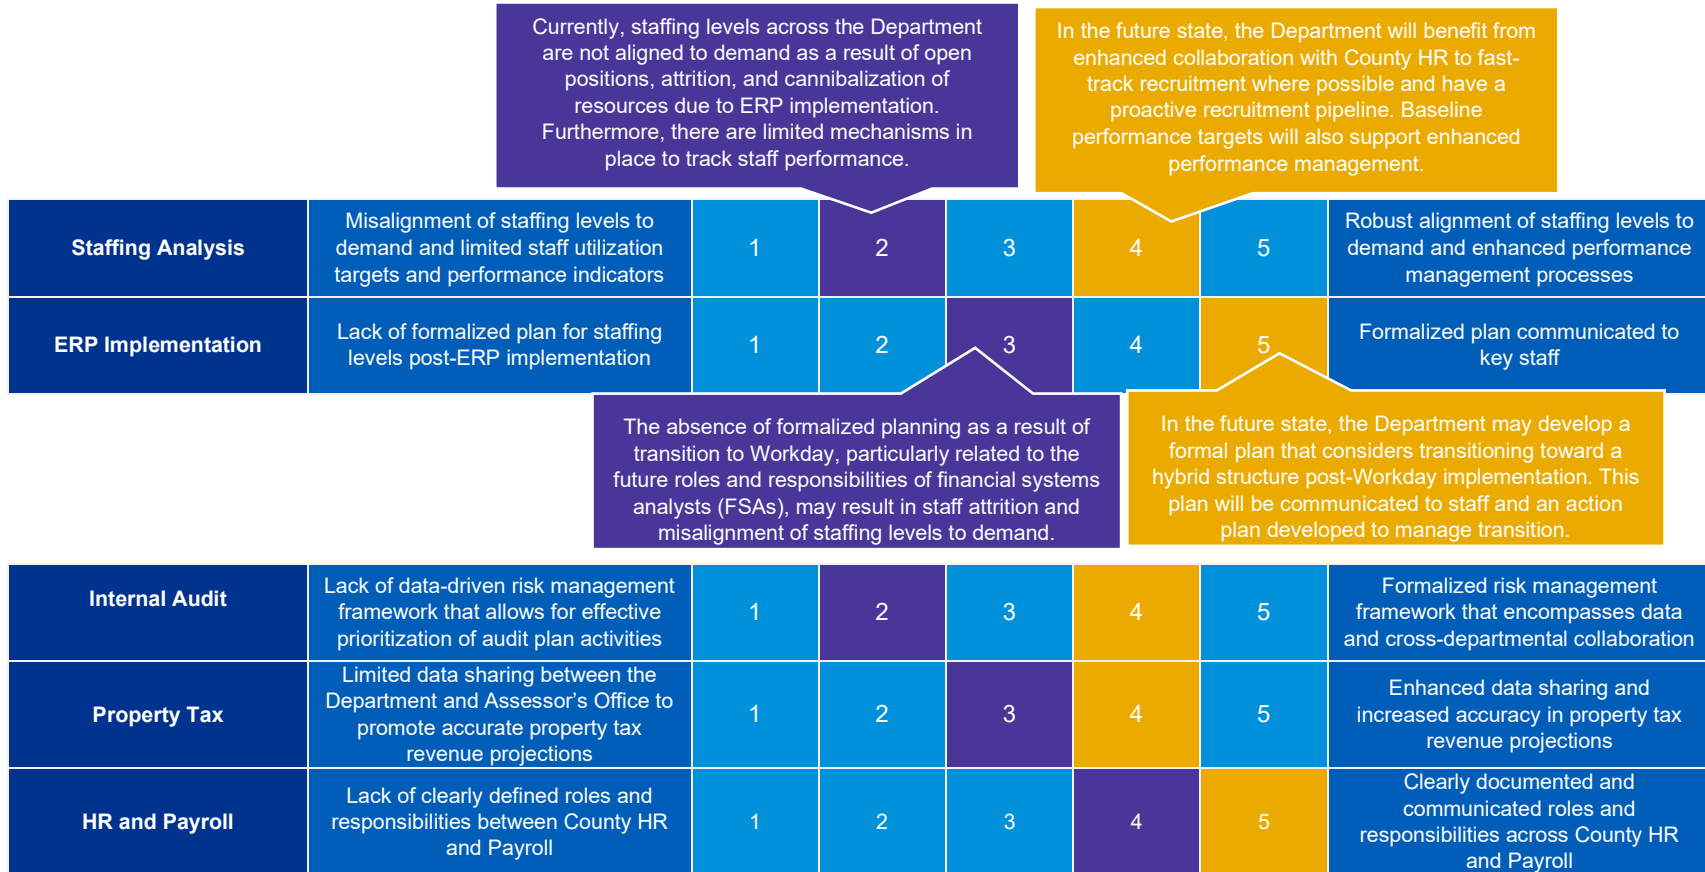 Currently, staffing levels across the Department
are not aligned to demand as a result of open
positions, attrition, and cannibalization of
resources due to ERP implementation.
Furthermore, there are limited mechanisms in
place to track staff performance.
In the future state, the Department will benefit from
enhanced collaboration with County HR to fast-
track recruitment where possible and have a
proactive recruitment pipeline. Baseline
performance targets will also support enhanced
performance management.
Staffing Analysis
Misalignment of staffing levels to
demand and limited staff utilization
targets and performance indicators
1
2
3
4
5
Robust alignment of staffing levels to
demand and enhanced performance
management processes
ERP Implementation
Lack of formalized plan for staffing
levels post-ERP implementation
1
2
3
4
5
Formalized plan communicated to
key staff
The absence of formalized planning as a result of
transition to Workday, particularly related to the
future roles and responsibilities of financial systems
analysts (FSAs), may result in staff attrition and
misalignment of staffing levels to demand.
In the future state, the Department may develop a
formal plan that considers transitioning toward a
hybrid structure post-Workday implementation. This
plan will be communicated to staff and an action
plan developed to manage transition.
Internal Audit
Lack of data-driven risk management
framework that allows for effective
prioritization of audit plan activities
1
2
3
4
5
Formalized risk management
framework that encompasses data
and cross-departmental collaboration
Property Tax
Limited data sharing between the
Department and Assessor's Office to
promote accurate property tax
revenue projections
1
2
3
4
5
Enhanced data sharing and
increased accuracy in property tax
revenue projections
HR and Payroll
Lack of clearly defined roles and
responsibilities between County HR
and Payroll
1
2
3
4
5
Clearly documented and
communicated roles and
responsibilities across County HR
and Payroll